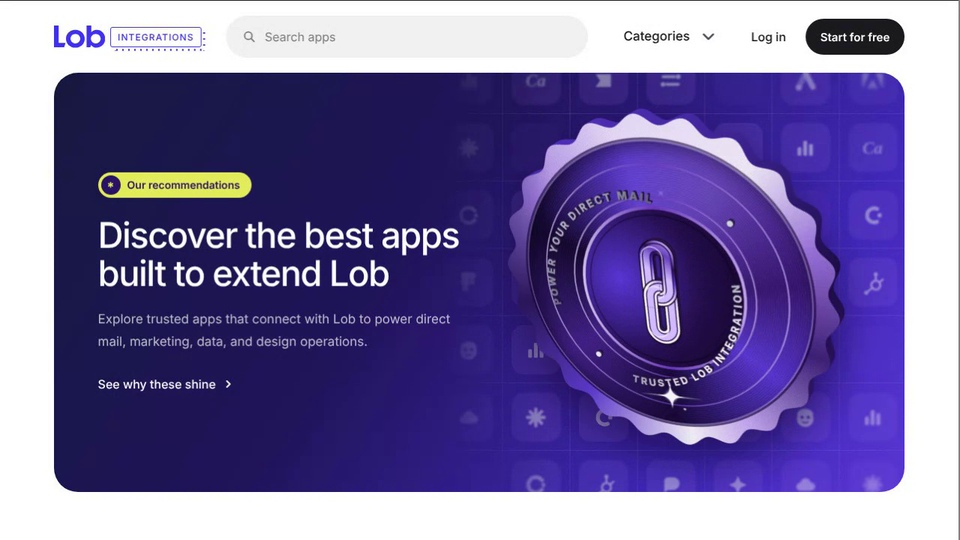 Lob INTEGRATIONS
Search apps
Categories
Log in
Start for free
Our recommendations
Discover the best apps
built to extend Lob
Explore trusted apps that connect with Lob to power direct
mail, marketing, data, and design operations.
See why these shine
POWER YOUR DIRECT MAIL
TRUSTED LOB INTEGRATION
Ca
Ca